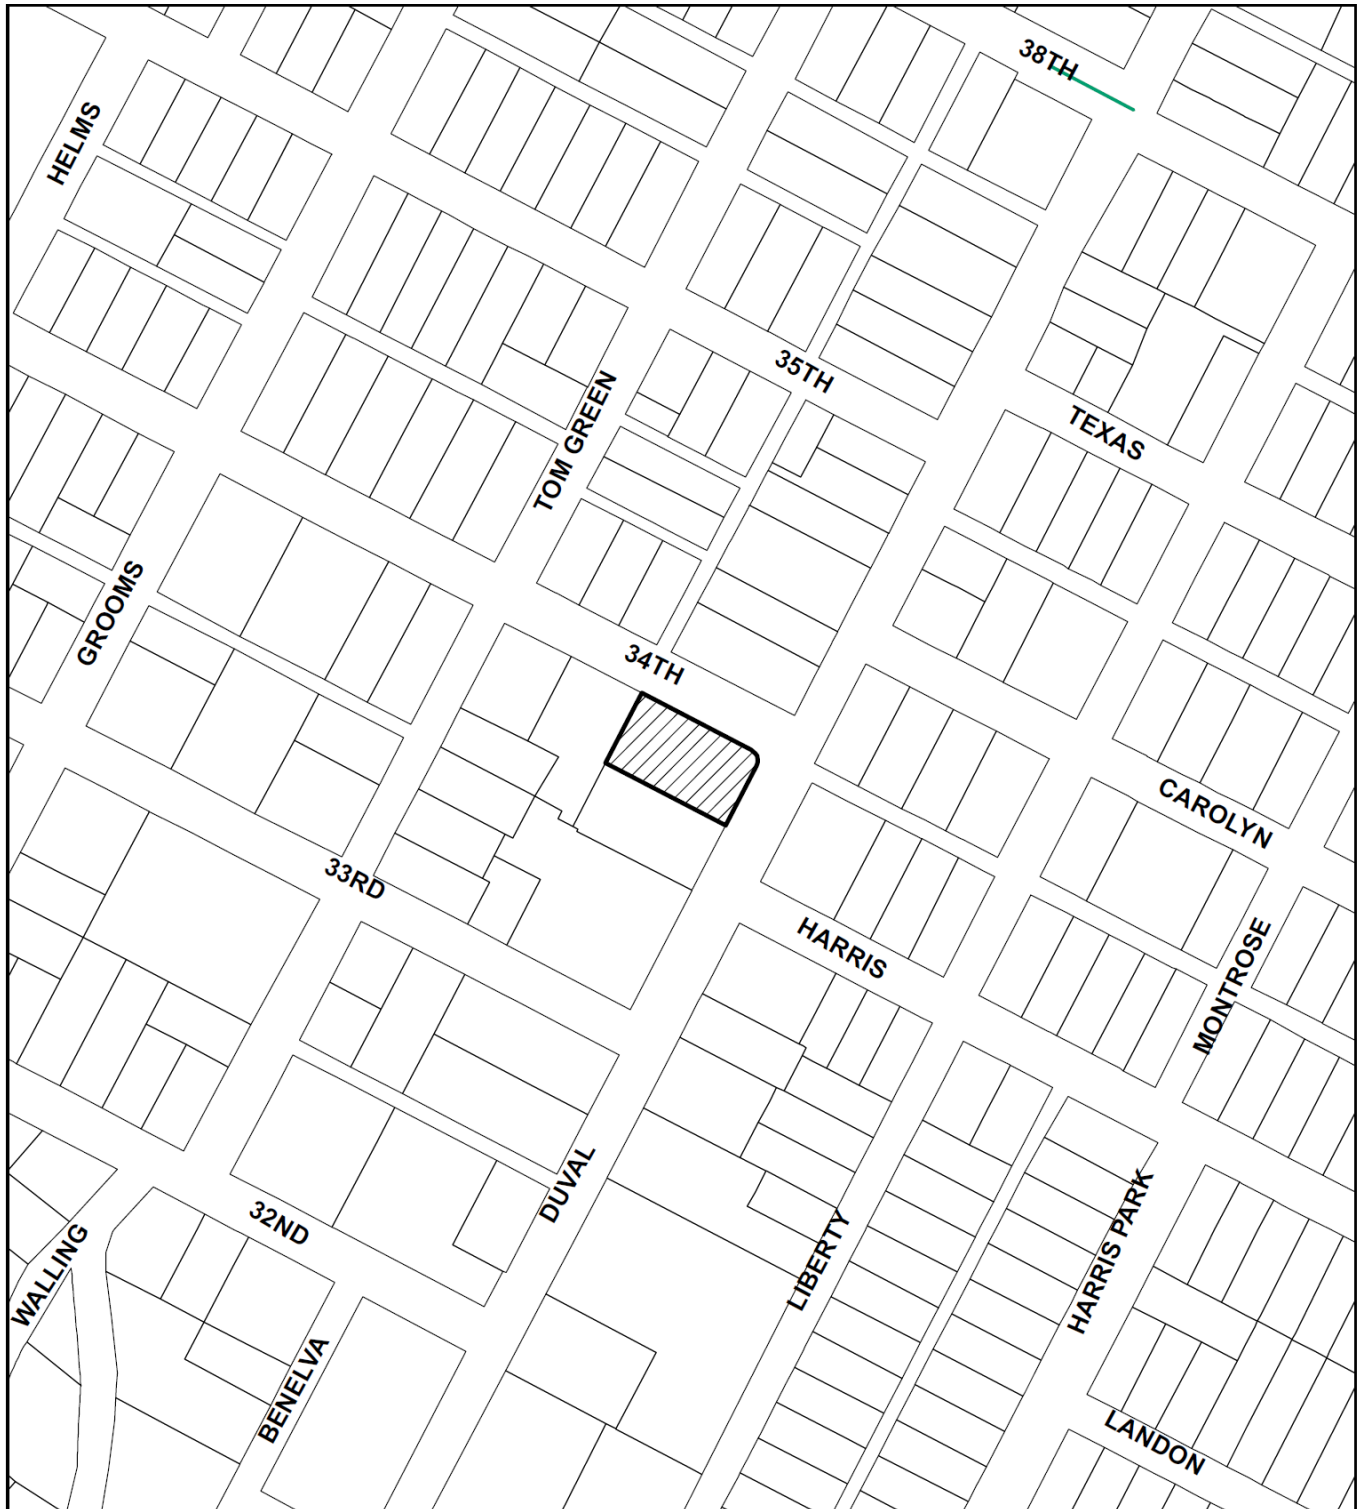 38TH
HELMS
35TH
TOM GREEN
TEXAS
GROOMS
34TH
CAROLYN
33RD
HARRIS
MONTROSE
DUVAL
32ND
LIBERTY
HARRIS PARK
WALLING
BENELVA
LANDON